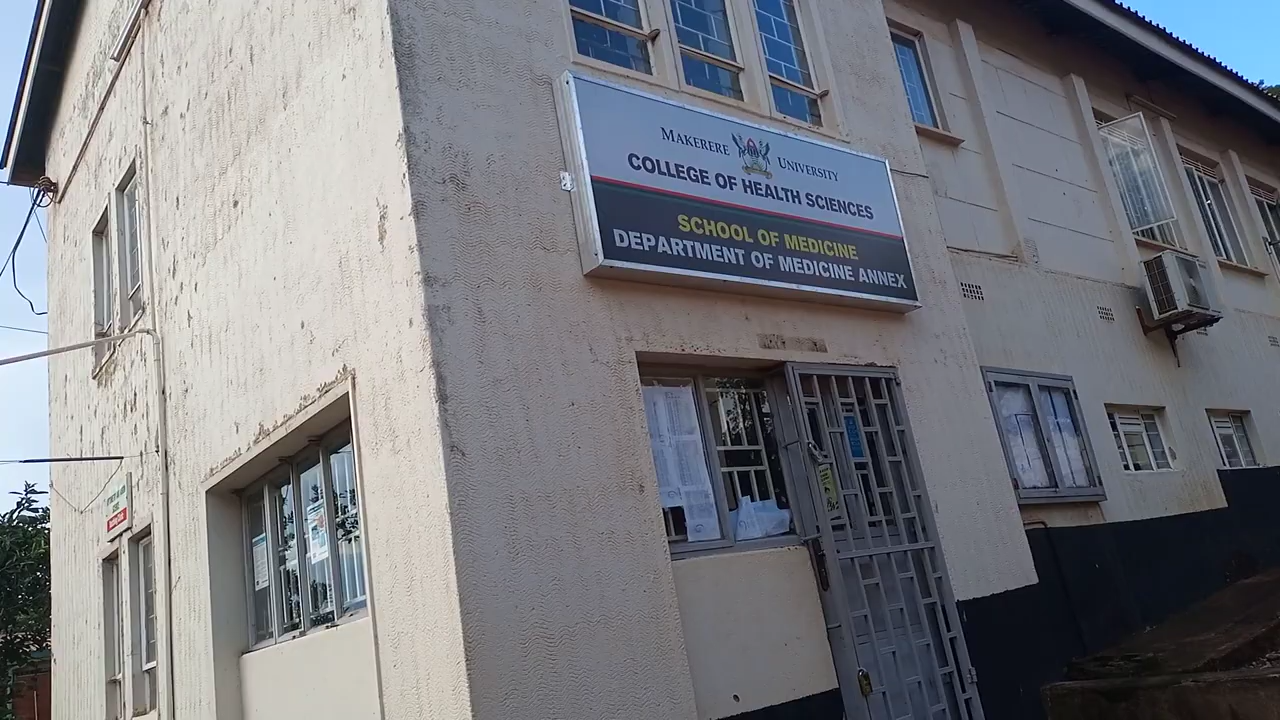 MAKERERE UNIVERSITY
COLLEGE OF HEALTH SCIENCES
SCHOOL OF MEDICINE
DEPARTMENT OF MEDICINE ANNEX